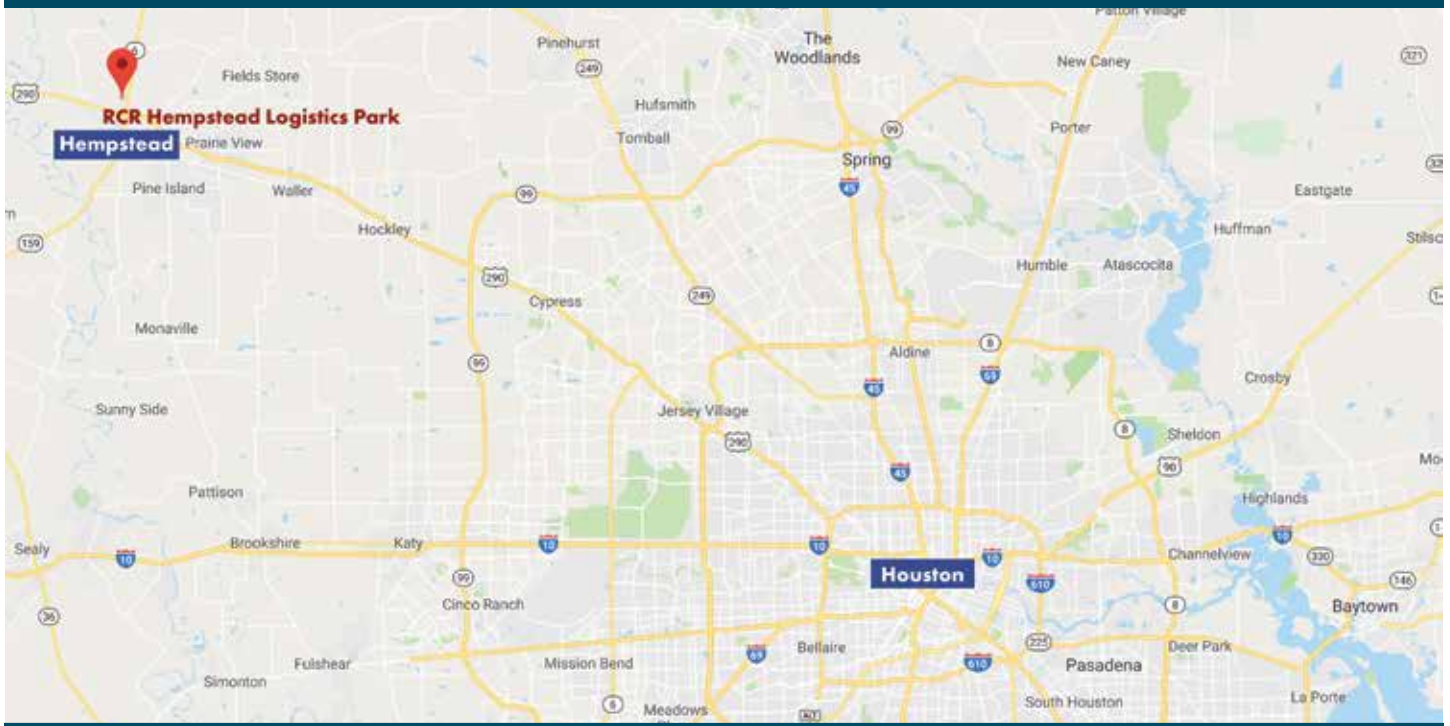 Patton Village
6
Pinehurst
The
Woodlands
249
New Caney
321
290
Fields Store
Hufsmith
RCR Hempstead Logistics Park
99
Porter
Hempstead
Prairie View
Tomball
Spring
Pine Island
Waller
99
45
Eastgate
159
Hockley
Huffman
290
Humble
Atascocita
Cypress
249
Monaville
8
Aldine
99
45
69
Crosby
Sunny Side
Jersey Village
8
Sheldon
290
90
45
Pattison
Highlands
Sealy
10
Brookshire
Katy
10
10
10
10
Channelview
330
Houston
99
610
146
Cinco Ranch
8
Baytown
36
225
Deer Park
Fulshear
Mission Bend
69
Bellaire
610
Pasadena
Simonton
6
Meadows
ALT
South Houston
La Porte